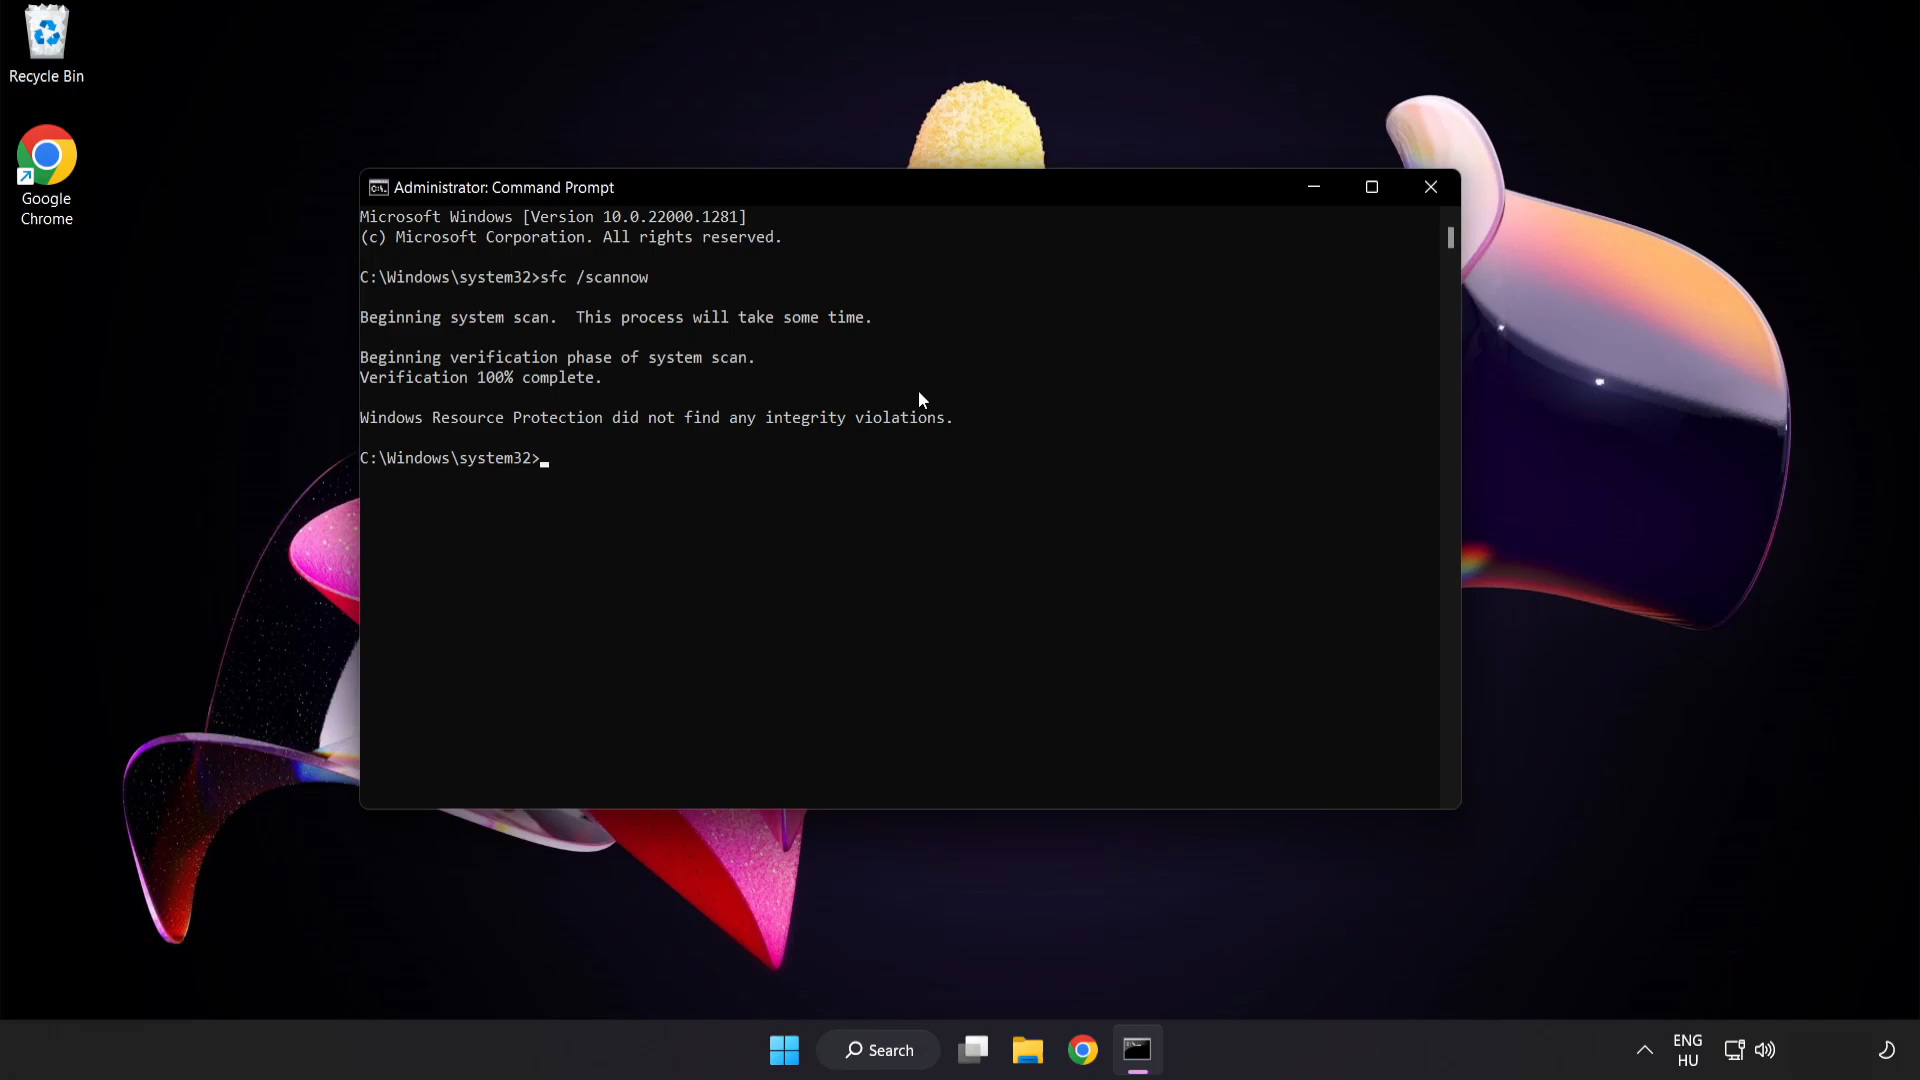 Recycle Bin
Google
Chrome
Administrator: Command Prompt
Microsoft Windows [Version 10.0.22000.1281]
(c) Microsoft Corporation. All rights reserved.
C:\Windows\system32>sfc /scannow
Beginning system scan.  This process will take some time.
Beginning verification phase of system scan.
Verification 100% complete.
Windows Resource Protection did not find any integrity violations.
C:\Windows\system32>
Search
ENG
HU